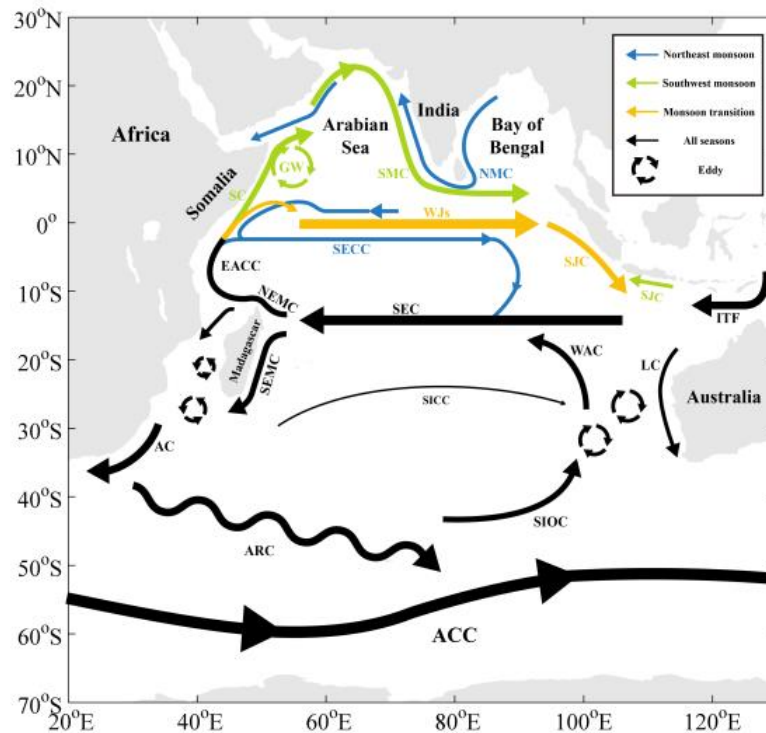 30°N
20°N
10°N
0°
10°S
20°S
30°S
40°S
50°S
60°S
70°S
20°E
40°E
60°E
80°E
100°E
120°E
Northeast monsoon
Southwest monsoon
Monsoon transition
All seasons
Eddy
Africa
Arabian
Sea
India
Bay of
Bengal
Somalia
SC
GW
SMC
NMC
WJs
SECC
SJC
SJC
EACC
NEMC
SEC
ITF
Madagascar
SEMC
WAC
LC
Australia
SICC
AC
SIOC
ARC
ACC